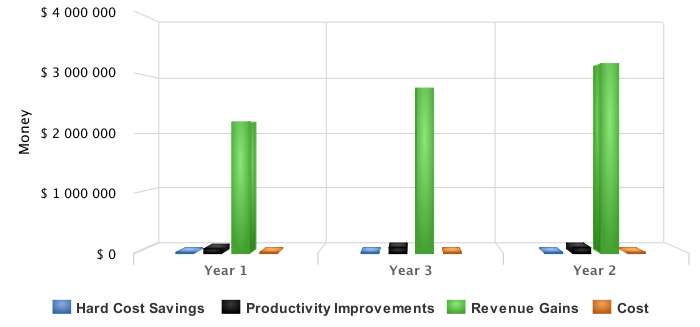 $ 4 000 000
$ 3 000 000
$ 2 000 000
$ 1 000 000
$ 0
Money
Year 1 Year 3 Year 2
Hard Cost Savings Productivity Improvements Revenue Gains Cost